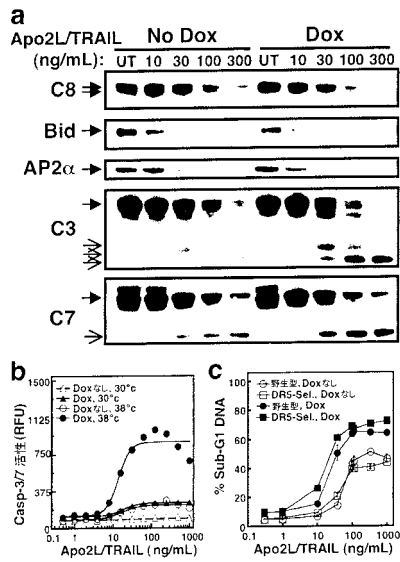 a
Apo2L/TRAIL No Dox Dox
(ng/mL): UT 10 30 100 300 UT 10 30 100 300
C8
Bid
AP2α
C3
C7
b
Casp-3/7 活性(RFU)
1500
1125
750
375
0
Doxなし, 30°c
Dox, 30°c
Doxなし, 38°c
Dox, 38°c
0.1 1 10 100 1000
Apo2L/TRAIL (ng/mL)
c
% Sub-G1 DNA
100
80
60
40
20
0
野生型, Doxなし
DR5-Sel., Doxなし
野生型, Dox
DR5-Sel., Dox
0.1 1 10 100 1000
Apo2L/TRAIL (ng/mL)